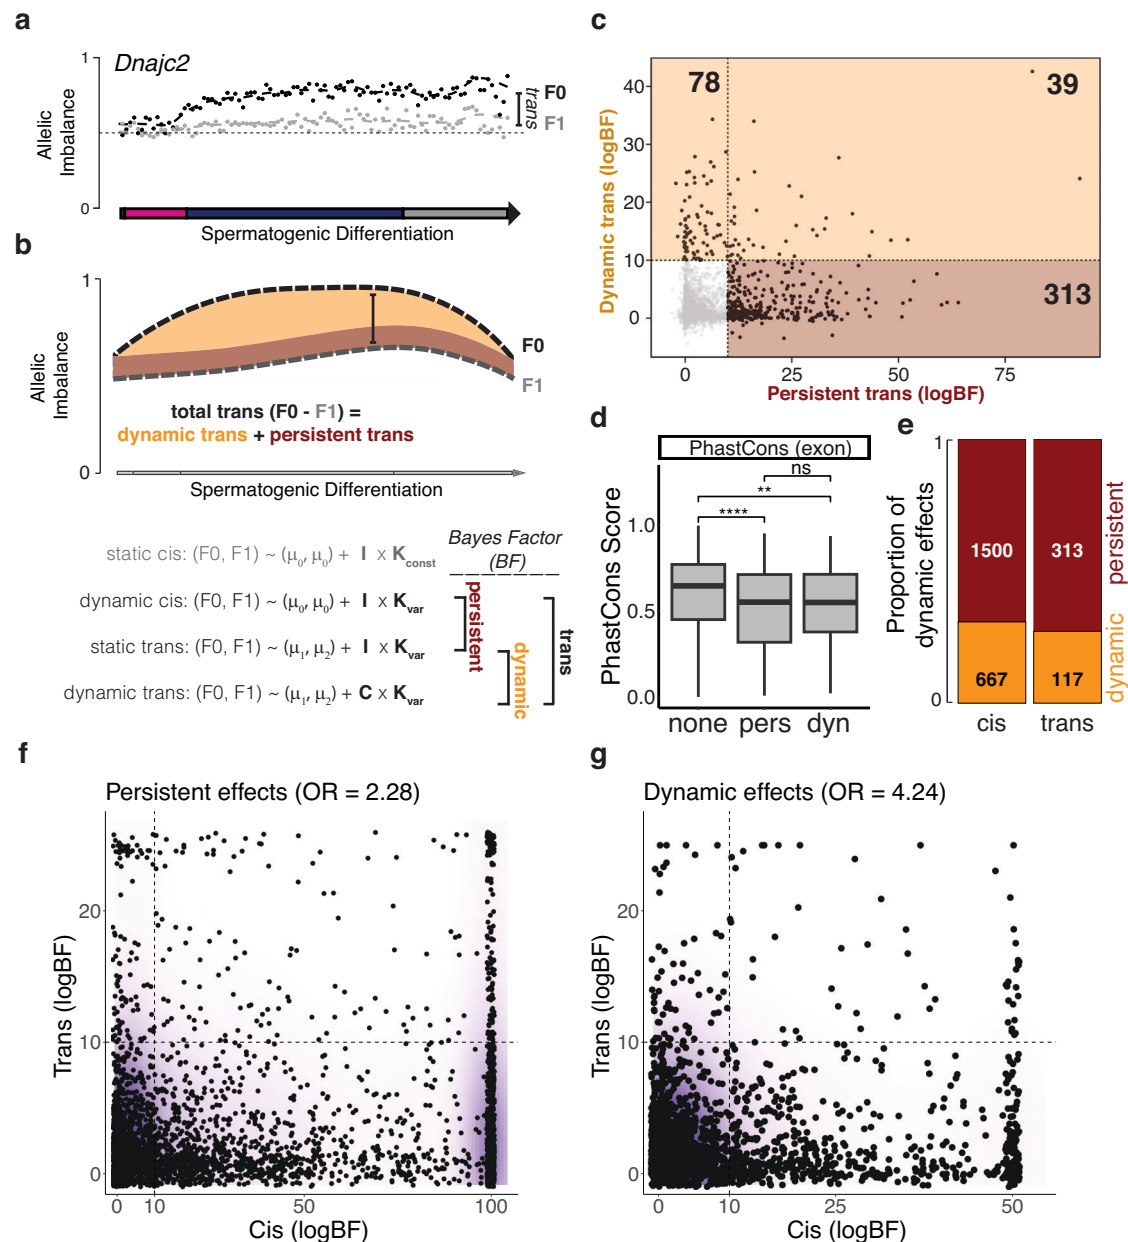 a
Dnajc2
1
0
Allelic
Imbalance
F0
F1
trans
Spermatogenic Differentiation
b
1
0
Allelic
Imbalance
F0
F1
total trans (F0 - F1) =
dynamic trans + persistent trans
Spermatogenic Differentiation
Bayes Factor
(BF)
static cis: (F0, F1) ~ (μ₀, μ₀) + I x K const
dynamic cis: (F0, F1) ~ (μ₀, μ₀) + I x K var
static trans: (F0, F1) ~ (μ₁, μ₂) + I x K var
dynamic trans: (F0, F1) ~ (μ₁, μ₂) + C x K var
persistent
dynamic
trans
c
78
39
313
40
30
20
10
0
Dynamic trans (logBF)
0 25 50 75
Persistent trans (logBF)
d
PhastCons (exon)
ns
**
****
PhastCons Score
1.0
0.5
0.0
none pers dyn
e
1
0
Proportion of
dynamic effects
1500 313
667 117
persistent
dynamic
cis trans
f
Persistent effects (OR = 2.28)
Trans (logBF)
20
10
0
0 10 50 100
Cis (logBF)
g
Dynamic effects (OR = 4.24)
Trans (logBF)
20
10
0
0 10 25 50
Cis (logBF)